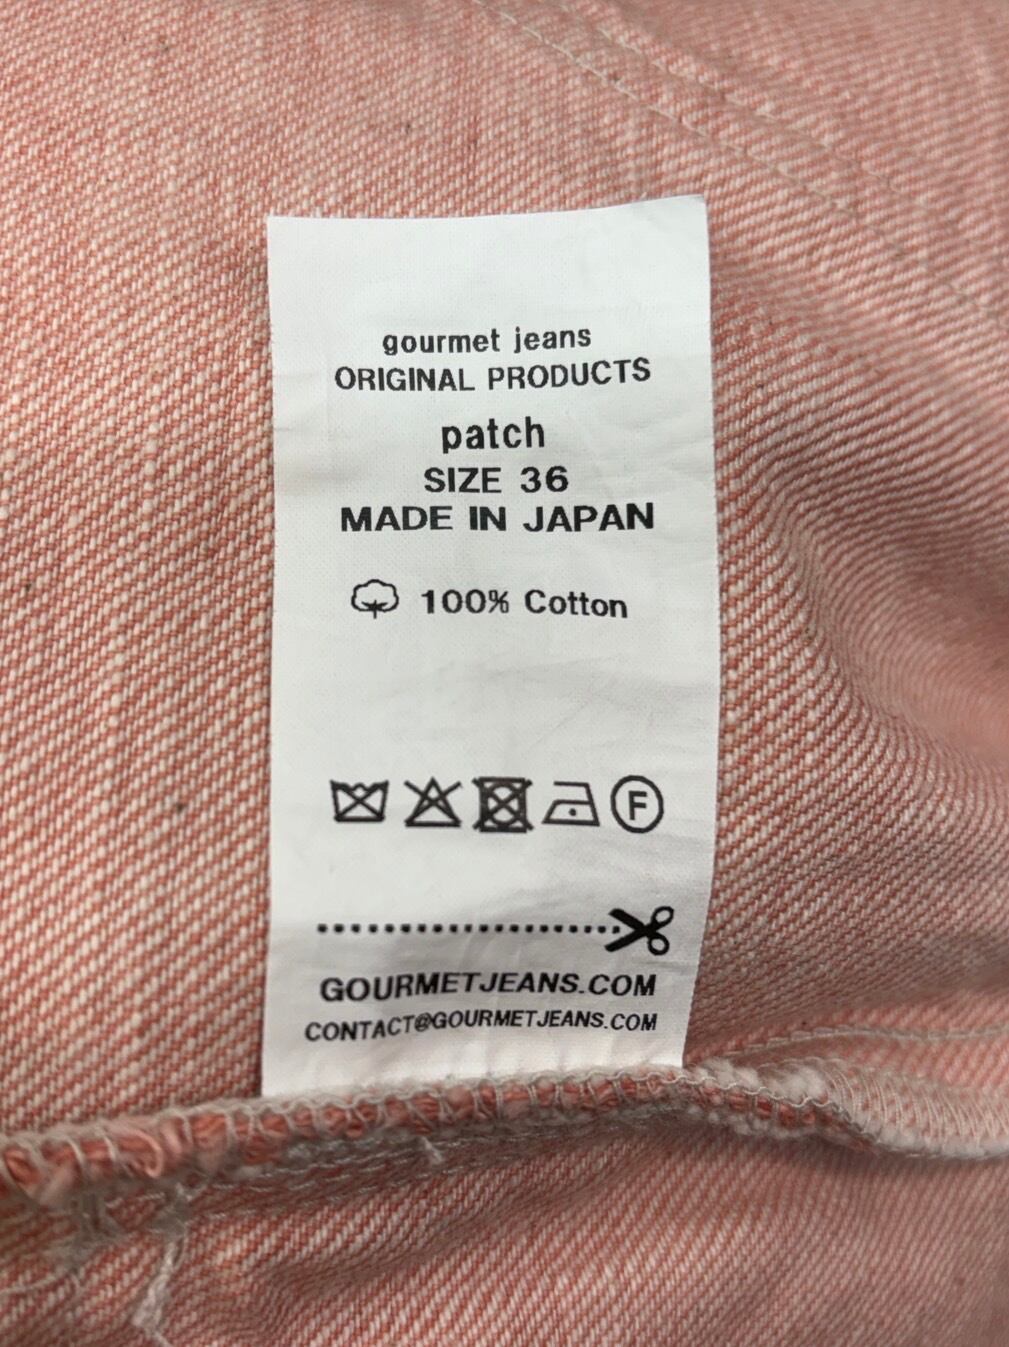 gourmet jeans
ORIGINAL PRODUCTS
patch
SIZE 36
MADE IN JAPAN
100% Cotton
F
GOURMETJEANS.COM
CONTACT@GOURMETJEANS.COM